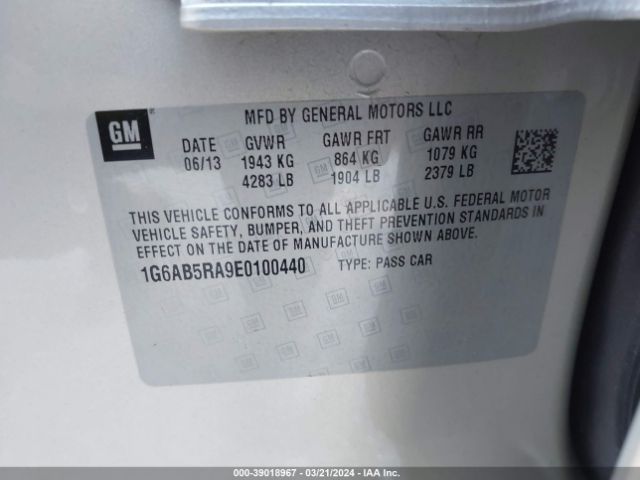 GM
MFD BY GENERAL MOTORS LLC
DATE GVWR GAWR FRT GAWR RR
06/13 1943 KG 864 KG 1079 KG
4283 LB 1904 LB 2379 LB
THIS VEHICLE CONFORMS TO ALL APPLICABLE U.S. FEDERAL MOTOR
VEHICLE SAFETY, BUMPER, AND THEFT PREVENTION STANDARDS IN
EFFECT ON THE DATE OF MANUFACTURE SHOWN ABOVE.
1G6AB5RA9E0100440 TYPE: PASS CAR
000-39018967 - 03/21/2024 - IAA Inc.